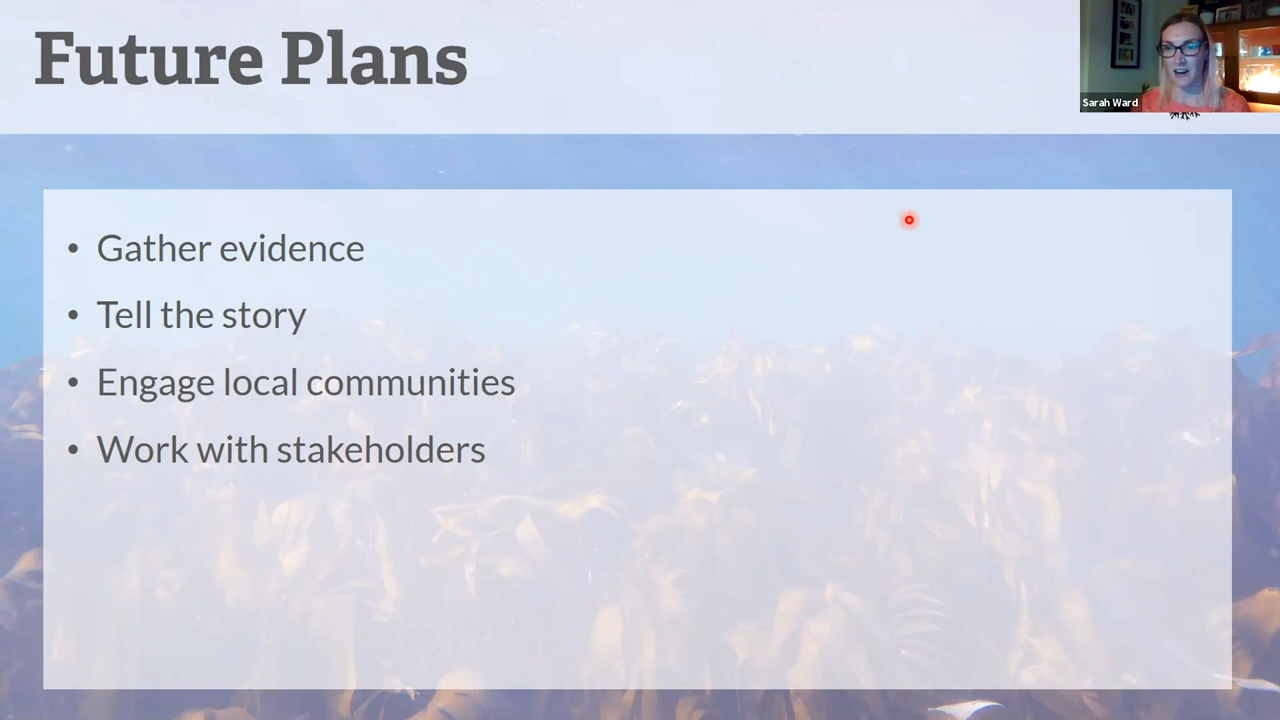 Future Plans
Sarah Ward
• Gather evidence
• Tell the story
• Engage local communities
• Work with stakeholders